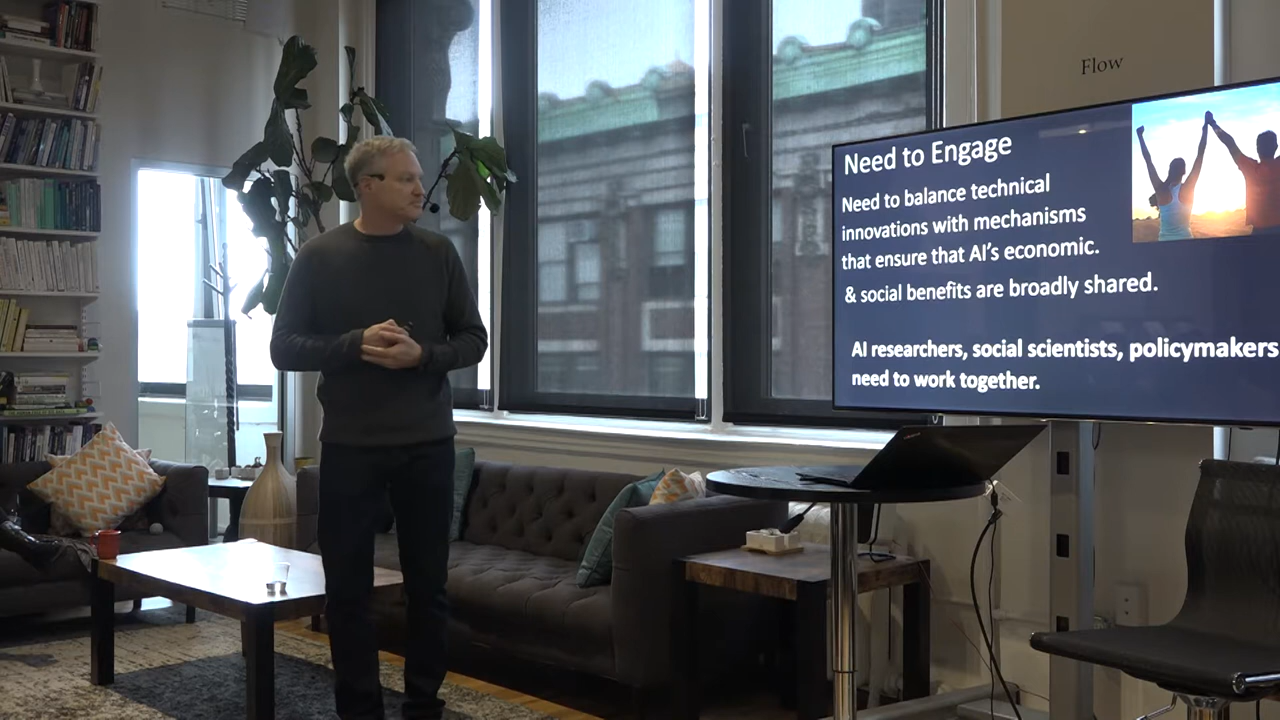 Flow
Need to Engage
Need to balance technical
innovations with mechanisms
that ensure that AI's economic.
& social benefits are broadly shared.
AI researchers, social scientists, policymakers
need to work together.